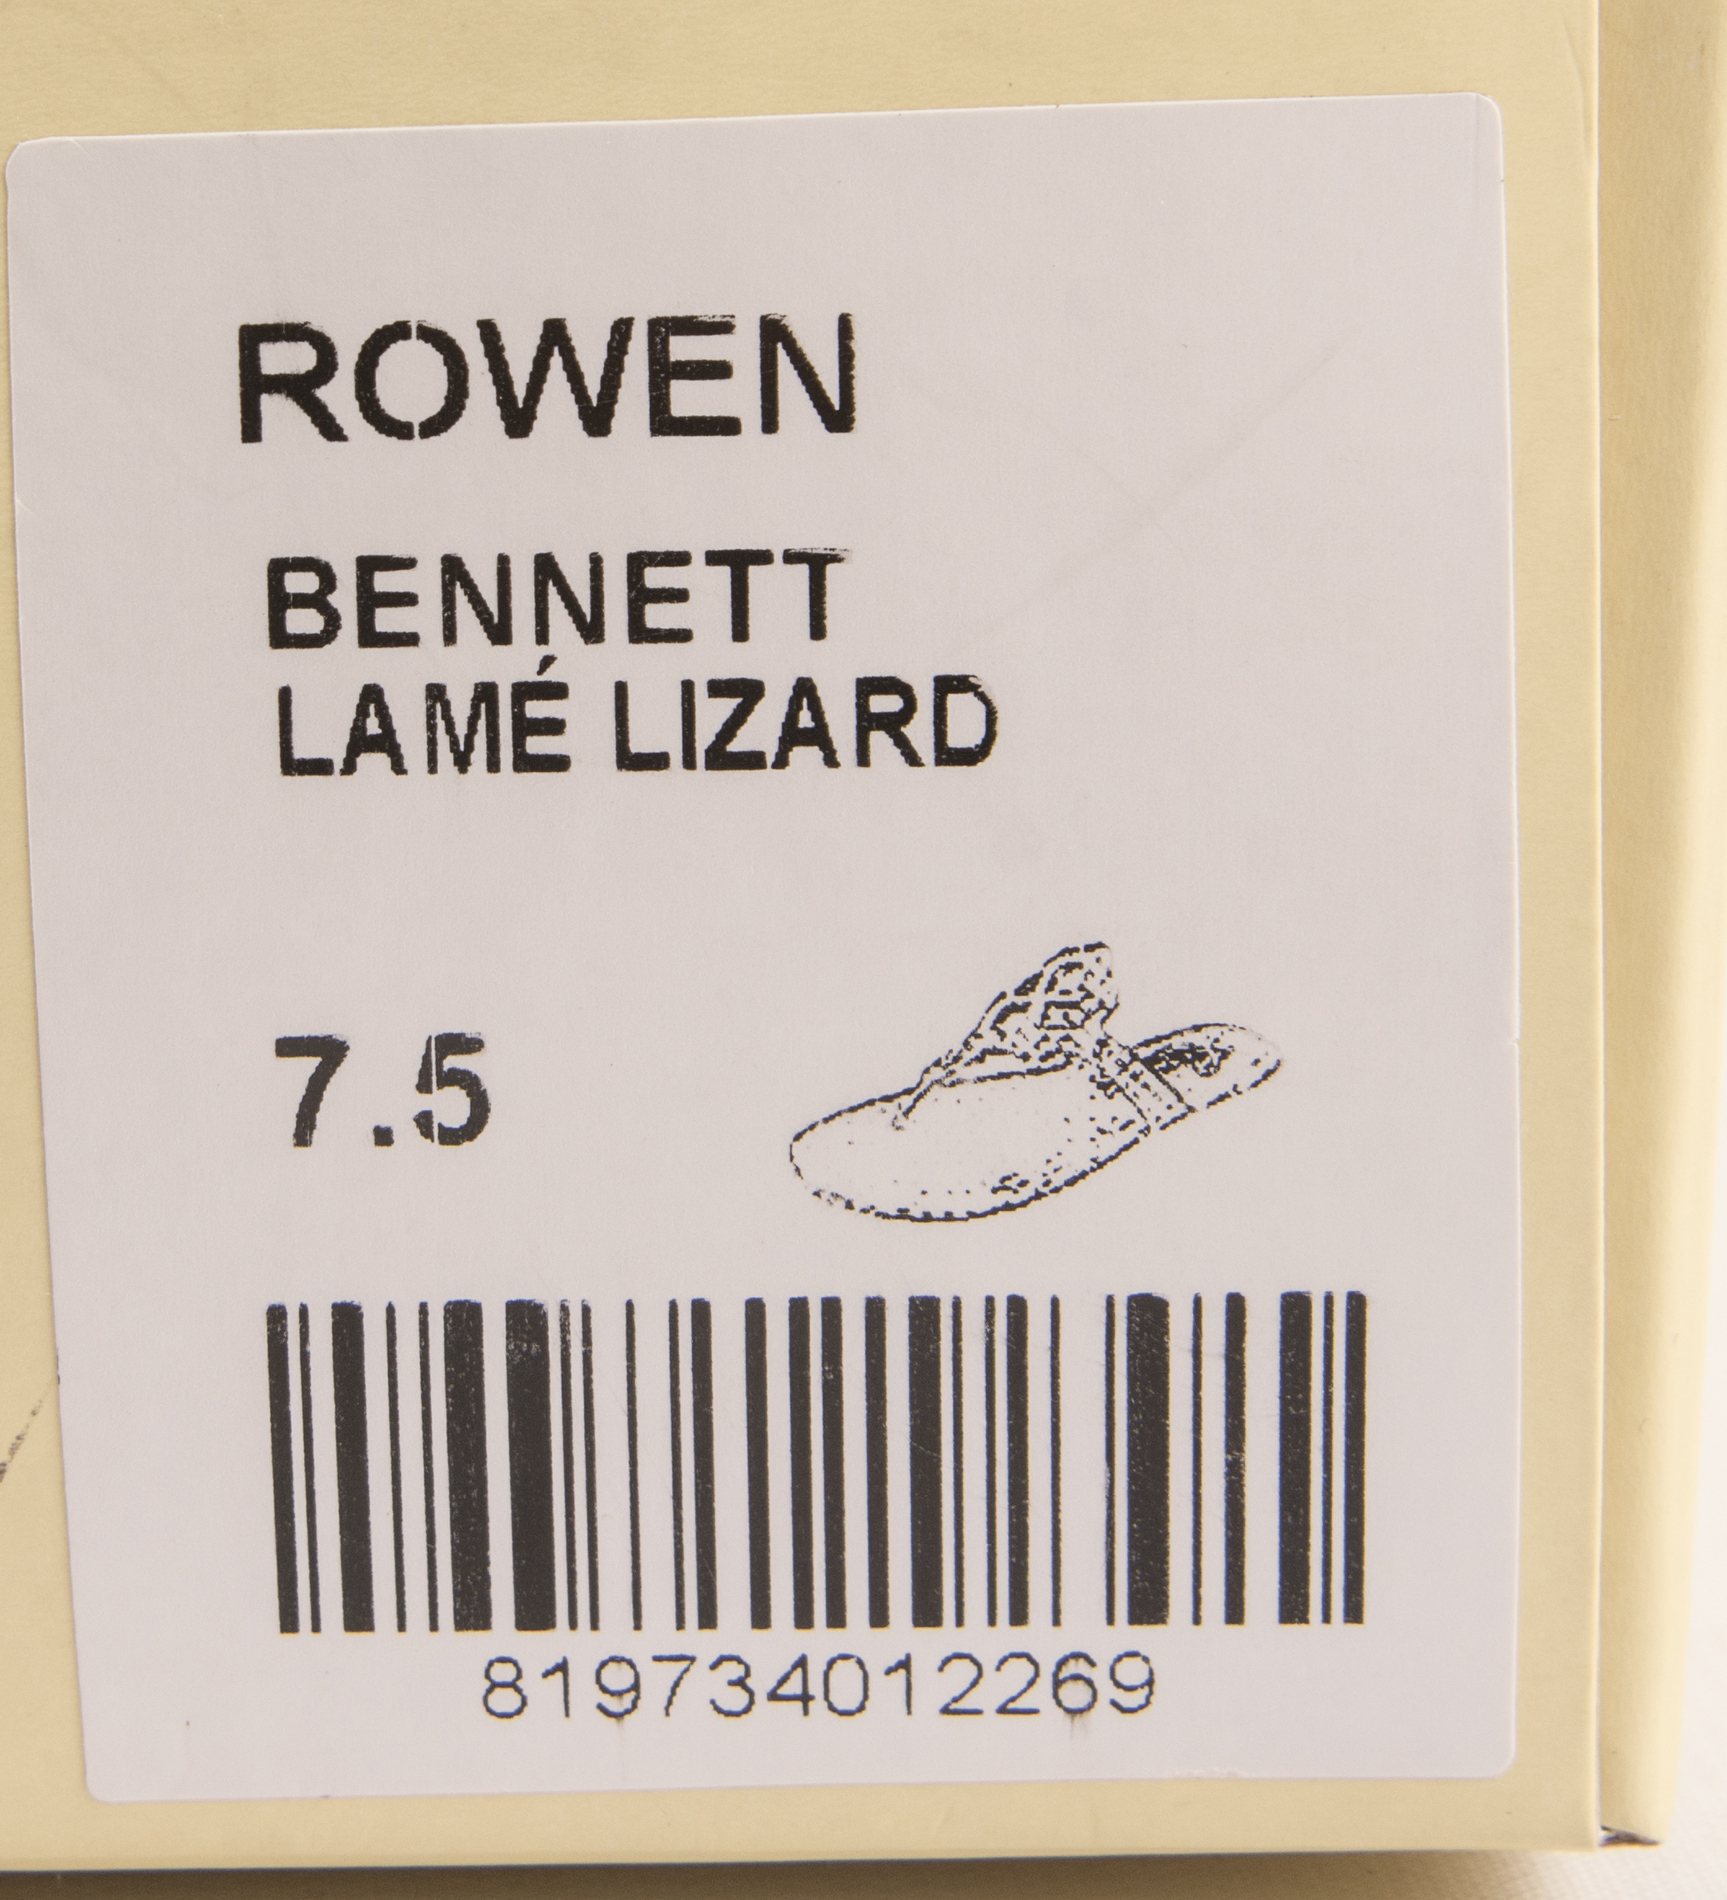 ROWEN
BENNETT
LAMÉ LIZARD
7.5
819734012269